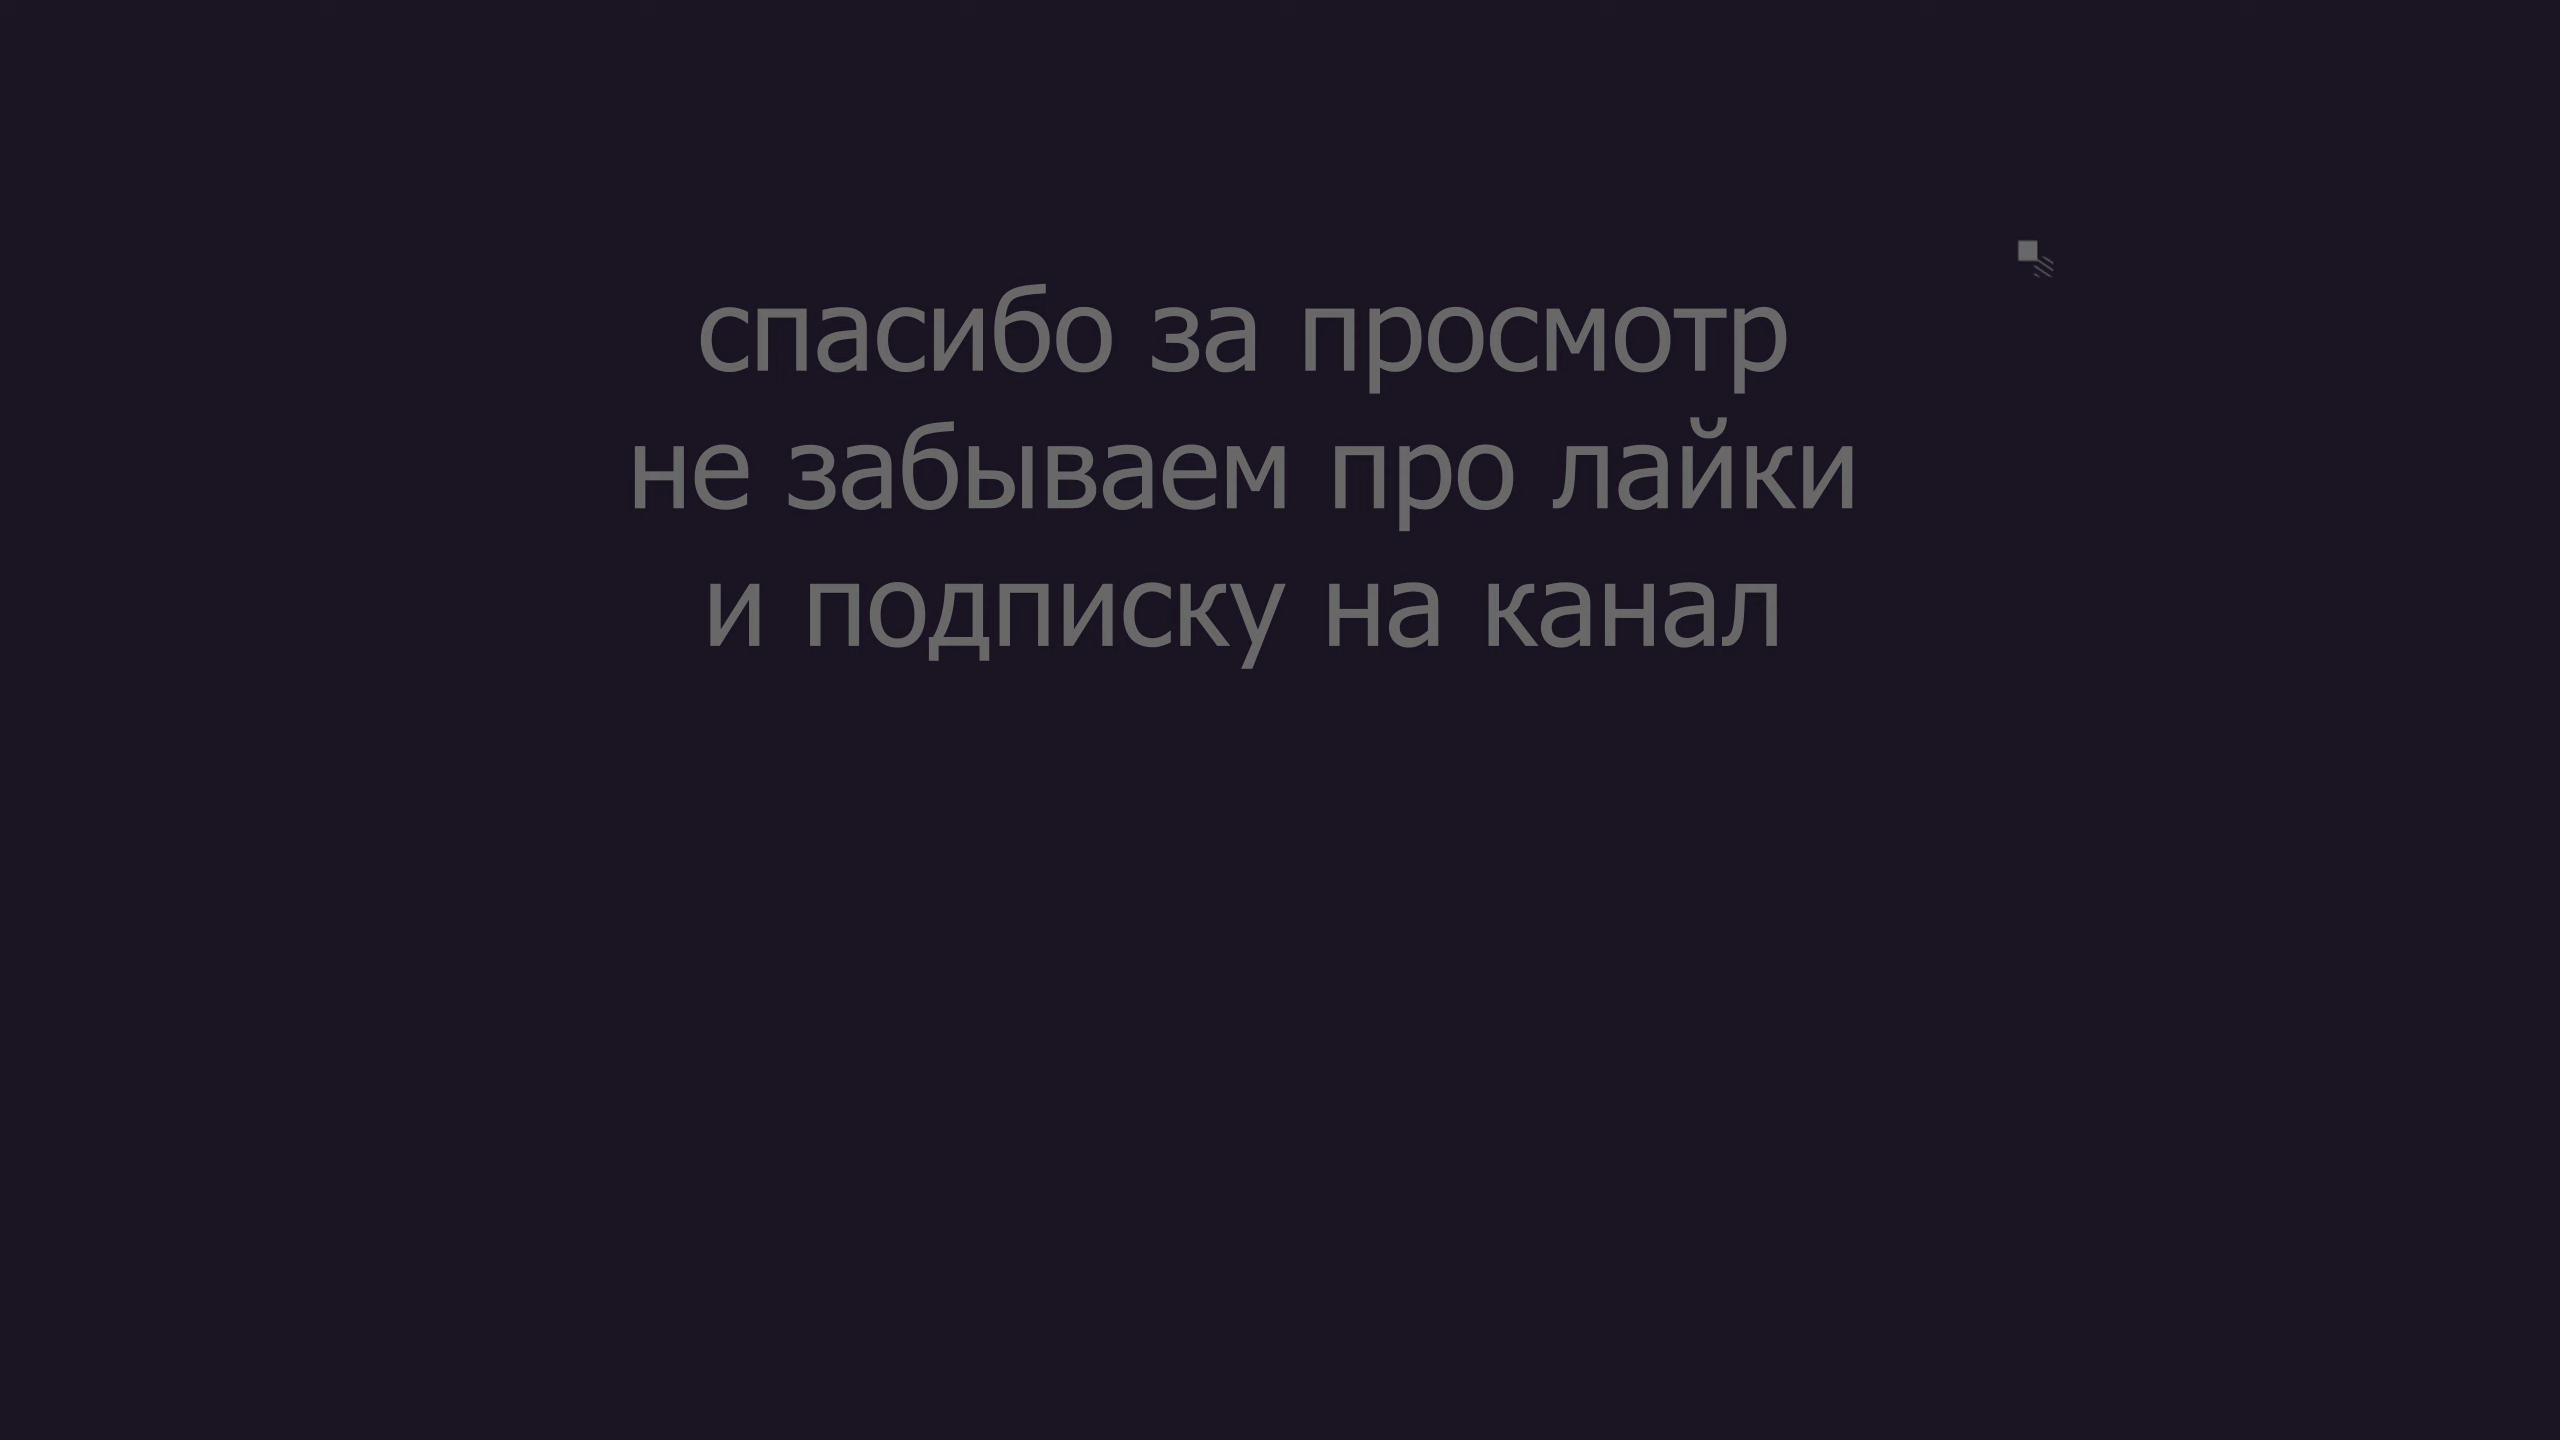 спасибо за просмотр
не забываем про лайки
и подписку на канал